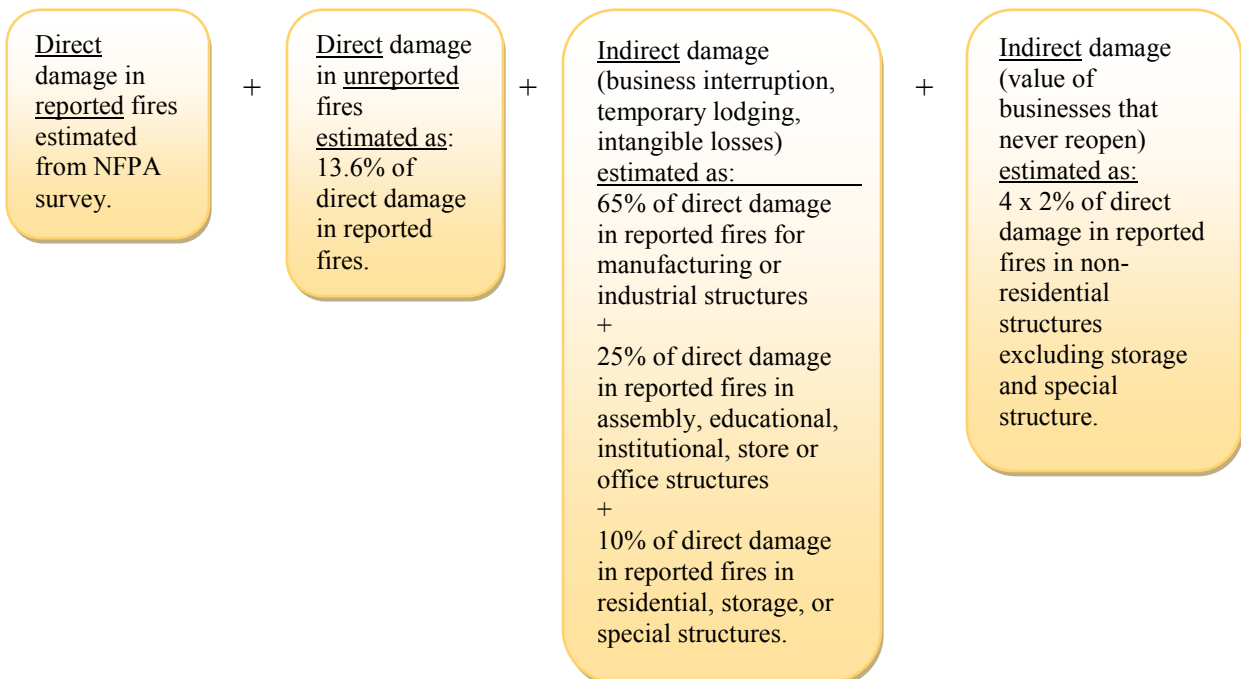 Direct
damage in
reported fires
estimated
from NFPA
survey.
+
Direct damage
in unreported
fires
estimated as:
13.6% of
direct damage
in reported
fires.
+
Indirect damage
(business interruption,
temporary lodging,
intangible losses)
estimated as:
65% of direct damage
in reported fires for
manufacturing or
industrial structures
+
25% of direct damage
in reported fires in
assembly, educational,
institutional, store or
office structures
+
10% of direct damage
in reported fires in
residential, storage, or
special structures.
+
Indirect damage
(value of
businesses that
never reopen)
estimated as:
4 x 2% of direct
damage in reported
fires in non-
residential
structures
excluding storage
and special
structure.